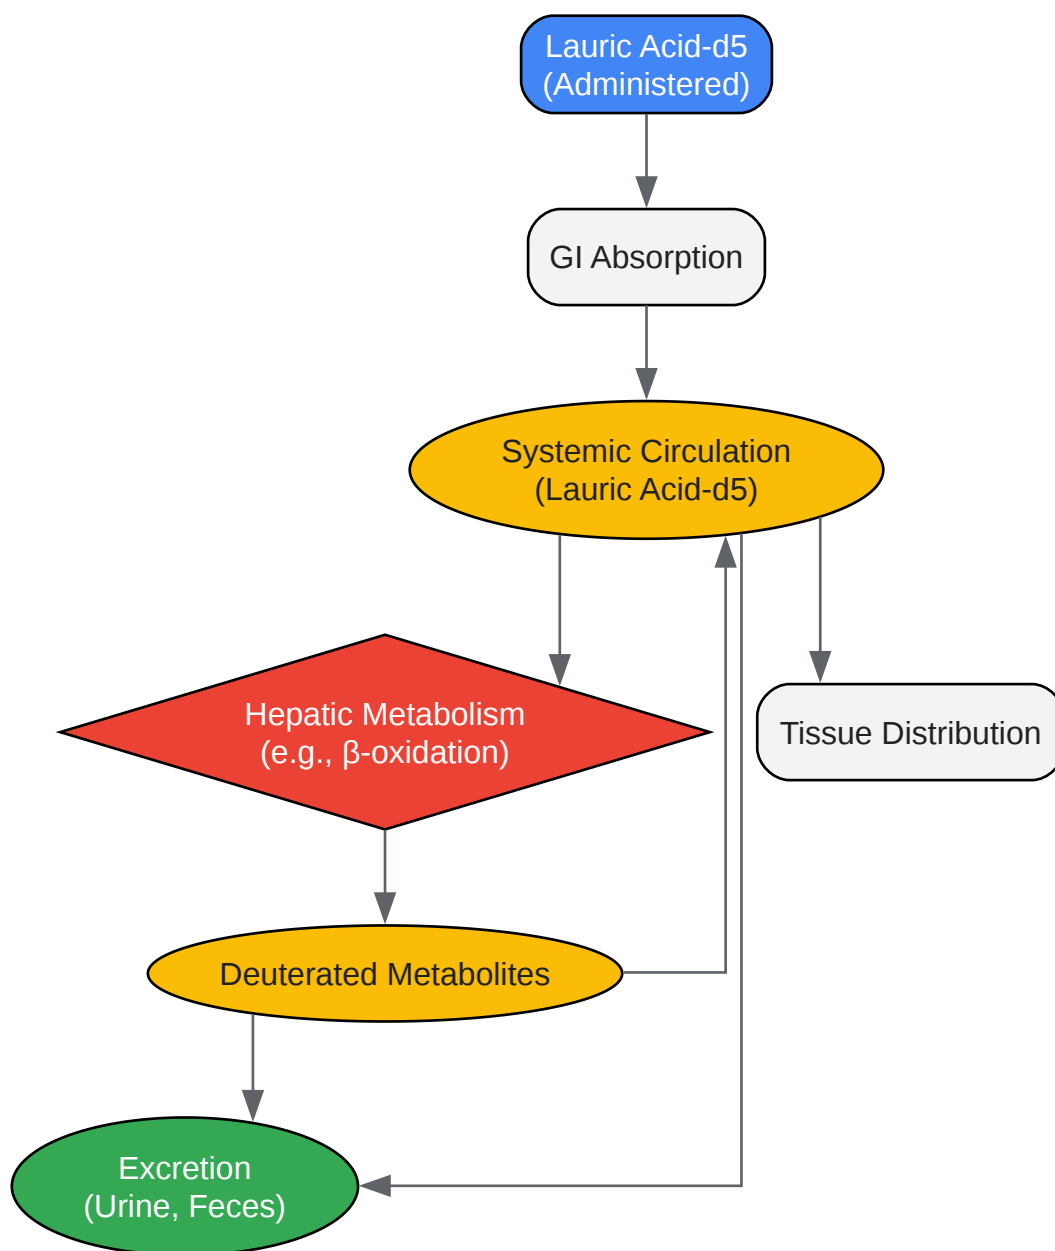 Lauric Acid-d5
(Administered)
GI Absorption
Systemic Circulation
(Lauric Acid-d5)
Hepatic Metabolism
(e.g., β-oxidation)
Tissue Distribution
Deuterated Metabolites
Excretion
(Urine, Feces)